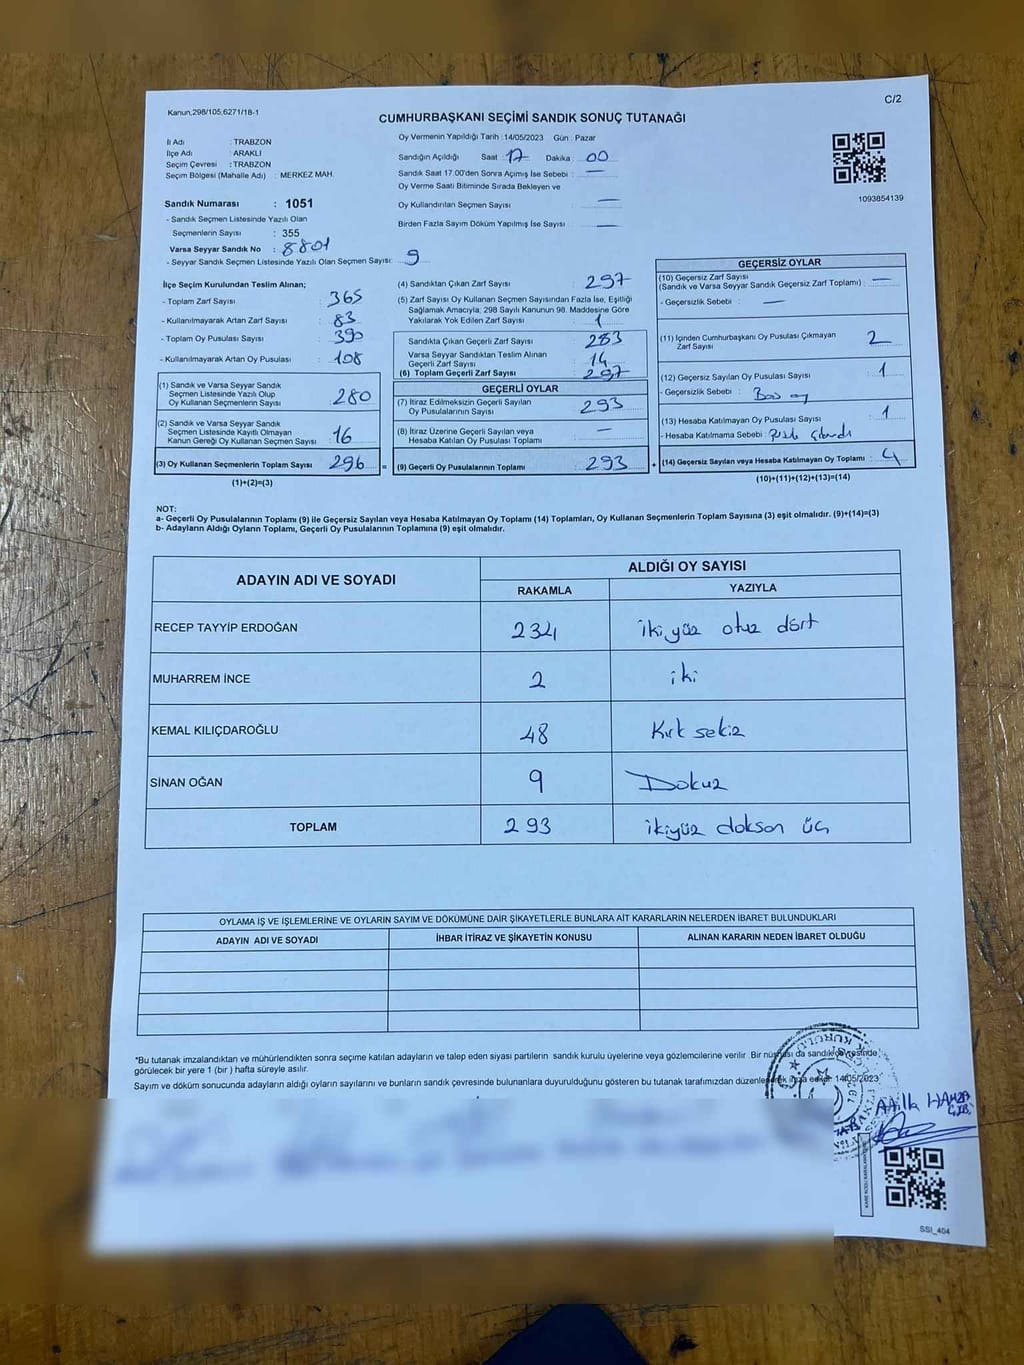 Kanun,298/105,6271/18-1
C/2
CUMHURBAŞKANI SEÇİMİ SANDIK SONUÇ TUTANAĞI
İl Adı : TRABZON
İlçe Adı : ARAKLI
Seçim Çevresi : TRABZON
Seçim Bölgesi (Mahalle Adı) : MERKEZ MAH.
Sandık Numarası : 1051
- Sandık Seçmen Listesinde Yazılı Olan
Seçmenlerin Sayısı : 355
Varsa Seyyar Sandık No : 8801
- Seyyar Sandık Seçmen Listesinde Yazılı Olan Seçmen Sayısı: 9
Oy Vermenin Yapıldığı Tarih : 14/05/2023 Gün : Pazar
Sandığın Açıldığı Saat 17 Dakika : 00
Sandık Saat 17.00'den Sonra Açımış İse Sebebi : —
Oy Verme Saati Bitiminde Sırada Bekleyen ve
Oy Kullandırılan Seçmen Sayısı : —
Birden Fazla Sayım Döküm Yapılmış İse Sayısı : —
1093854139
İlçe Seçim Kurulundan Teslim Alınan;
- Toplam Zarf Sayısı : 365
- Kullanılmayarak Artan Zarf Sayısı : 83
- Toplam Oy Pusulası Sayısı : 390
- Kullanılmayarak Artan Oy Pusulası : 108
(1) Sandık ve Varsa Seyyar Sandık
Seçmen Listesinde Yazılı Olup
Oy Kullanan Seçmenlerin Sayısı : 280
(2) Sandık ve Varsa Seyyar Sandık
Seçmen Listesinde Kayıtlı Olmayan
Kanun Gereği Oy Kullanan Seçmen Sayısı : 16
(3) Oy Kullanan Seçmenlerin Toplam Sayısı : 296 =
(1)+(2)=(3)
(4) Sandıktan Çıkan Zarf Sayısı : 297
(5) Zarf Sayısı Oy Kullanan Seçmen Sayısından Fazla İse, Eşitliği
Sağlamak Amacıyla; 298 Sayılı Kanunun 98. Maddesine Göre
Yakılarak Yok Edilen Zarf Sayısı : 1
Sandıkta Çıkan Geçerli Zarf Sayısı : 283
Varsa Seyyar Sandıktan Teslim Alınan
Geçerli Zarf Sayısı : 14
(6) Toplam Geçerli Zarf Sayısı : 297
GEÇERLİ OYLAR
(7) İtiraz Edilmeksizin Geçerli Sayılan
Oy Pusulalarının Sayısı : 293
(8) İtiraz Üzerine Geçerli Sayılan veya
Hesaba Katılan Oy Pusulası Toplamı : —
(9) Geçerli Oy Pusulalarının Toplamı : 293 +
GEÇERSİZ OYLAR
(10) Geçersiz Zarf Sayısı
(Sandık ve Varsa Seyyar Sandık Geçersiz Zarf Toplamı) : —
- Geçersizlik Sebebi : —
(11) İçinden Cumhurbaşkanı Oy Pusulası Çıkmayan
Zarf Sayısı : 2
(12) Geçersiz Sayılan Oy Pusulası Sayısı : 1
- Geçersizlik Sebebi : Boş oy
(13) Hesaba Katılmayan Oy Pusulası Sayısı : 1
- Hesaba Katılmama Sebebi :
(14) Geçersiz Sayılan veya Hesaba Katılmayan Oy Toplamı : 4
(10)+(11)+(12)+(13)=(14)
NOT:
a- Geçerli Oy Pusulalarının Toplamı (9) ile Geçersiz Sayılan veya Hesaba Katılmayan Oy Toplamı (14) Toplamları, Oy Kullanan Seçmenlerin Toplam Sayısına (3) eşit olmalıdır. (9)+(14)=(3)
b- Adayların Aldığı Oyların Toplamı, Geçerli Oy Pusulalarının Toplamına (9) eşit olmalıdır.
ADAYIN ADI VE SOYADI
ALDIĞI OY SAYISI
RAKAMLA YAZIYLA
RECEP TAYYİP ERDOĞAN 234 ikiyüz otuz dört
MUHARREM İNCE 2 iki
KEMAL KILIÇDAROĞLU 48 Kırk sekiz
SİNAN OĞAN 9 Dokuz
TOPLAM 293 ikiyüz dokson üç
OYLAMA İŞ VE İŞLEMLERİNE VE OYLARIN SAYIM VE DÖKÜMÜNE DAİR ŞİKAYETLERLE BUNLARA AİT KARARLARIN NELERDEN İBARET BULUNDUKLARI
ADAYIN ADI VE SOYADI İHBAR İTİRAZ VE ŞİKAYETİN KONUSU ALINAN KARARIN NEDEN İBARET OLDUĞU
*Bu tutanak imzalandıktan ve mühürlendikten sonra seçime katılan adayların ve talep eden siyasi partilerin sandık kurulu üyelerine veya gözlemcilerine verilir. Bir nüshası da sandık çevresinde
görülecek bir yere 1 (bir ) hafta süreyle asılır.
Sayım ve döküm sonucunda adayların aldığı oyların sayılarını ve bunların sandık çevresinde bulunanlara duyurulduğunu gösteren bu tutanak tarafımızdan düzenlenerek imza edildi. 14/05/2023
Atilla HAMZA
SSI_404